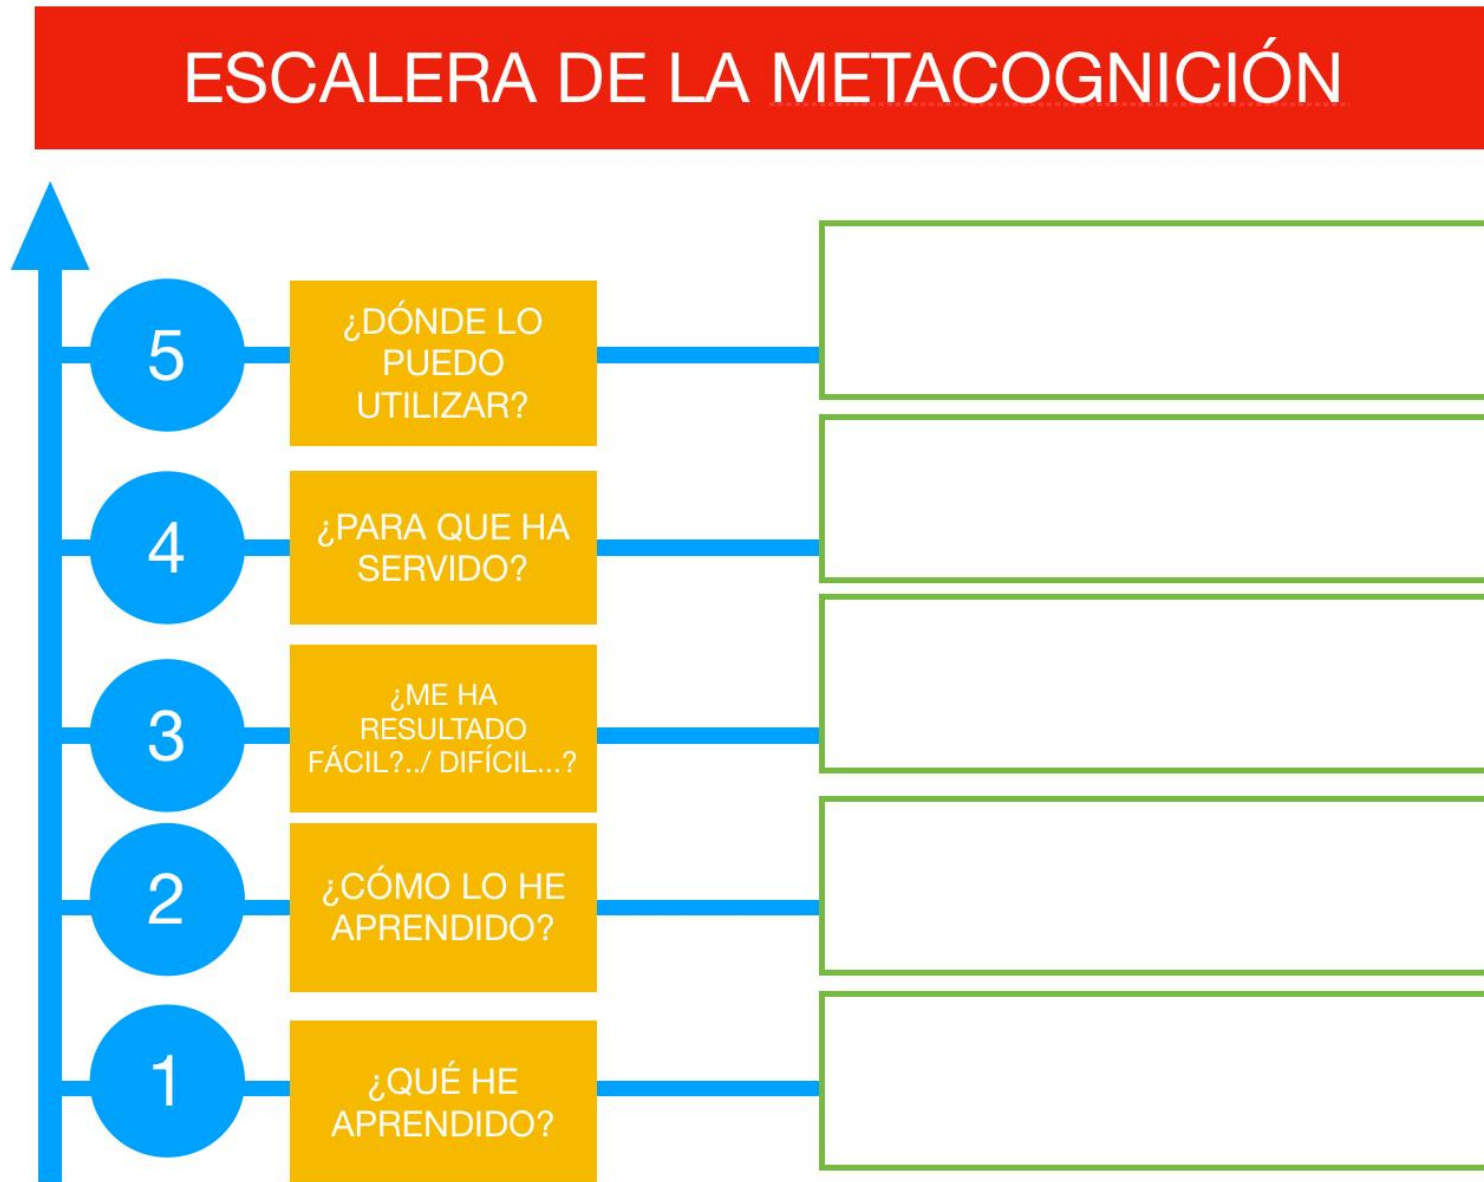 ESCALERA DE LA METACOGNICIÓN
5
¿DÓNDE LO
PUEDO
UTILIZAR?
4
¿PARA QUE HA
SERVIDO?
3
¿ME HA
RESULTADO
FÁCIL?../ DIFÍCIL...?
2
¿CÓMO LO HE
APRENDIDO?
1
¿QUÉ HE
APRENDIDO?